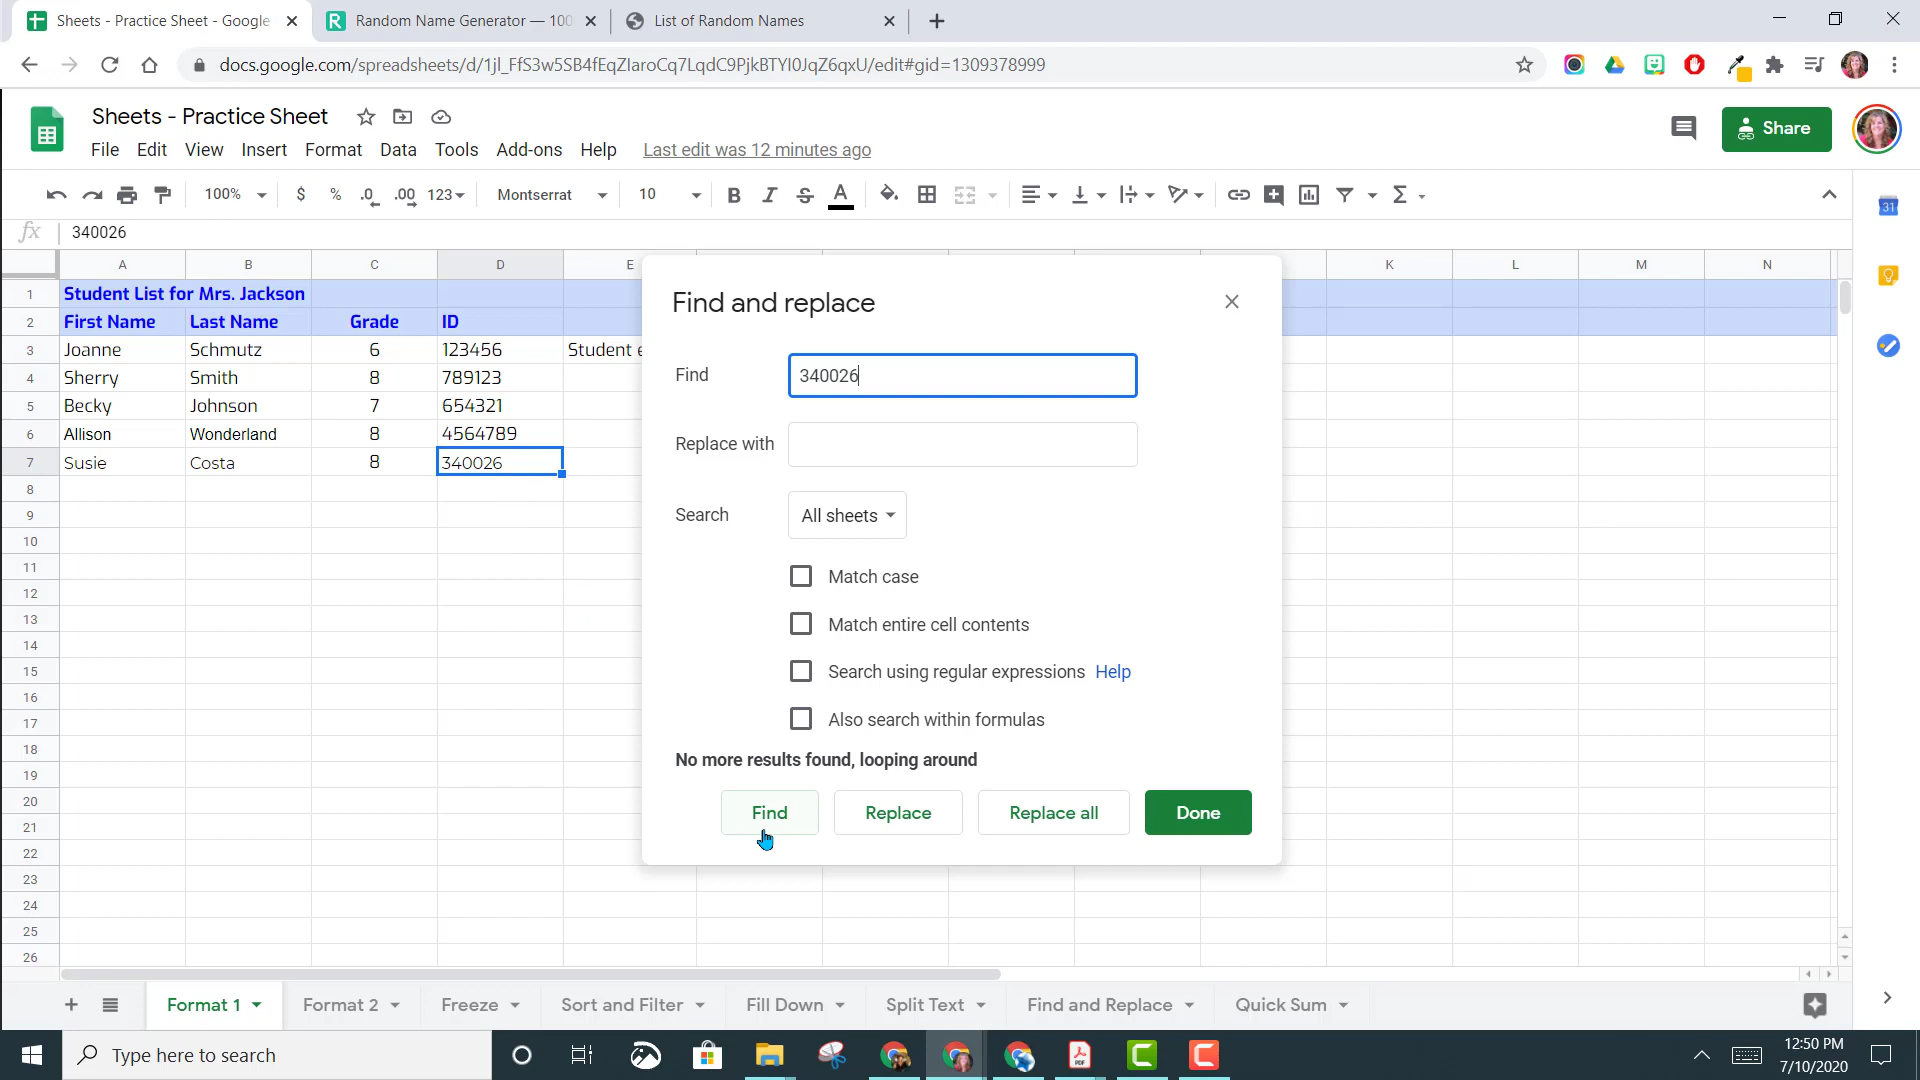 Sheets - Practice Sheet - Google
Random Name Generator — 100
List of Random Names
docs.google.com/spreadsheets/d/1jl_FfS3w5SB4fEqZIaroCq7LqdC9PjkBTYI0JqZ6qxU/edit#gid=1309378999
Sheets - Practice Sheet
File Edit View Insert Format Data Tools Add-ons Help Last edit was 12 minutes ago
Share
100% $ % .0 .00 123 Montserrat 10 B I S A
fx 340026
A B C D E K L M N
1 Student List for Mrs. Jackson
2 First Name Last Name Grade ID
3 Joanne Schmutz 6 123456 Student e
4 Sherry Smith 8 789123
5 Becky Johnson 7 654321
6 Allison Wonderland 8 4564789
7 Susie Costa 8 340026
8
9
10
11
12
13
14
15
16
17
18
19
20
21
22
23
24
25
26
Find and replace
Find 340026
Replace with
Search All sheets
Match case
Match entire cell contents
Search using regular expressions Help
Also search within formulas
No more results found, looping around
Find Replace Replace all Done
Format 1 Format 2 Freeze Sort and Filter Fill Down Split Text Find and Replace Quick Sum
Type here to search
12:50 PM
7/10/2020